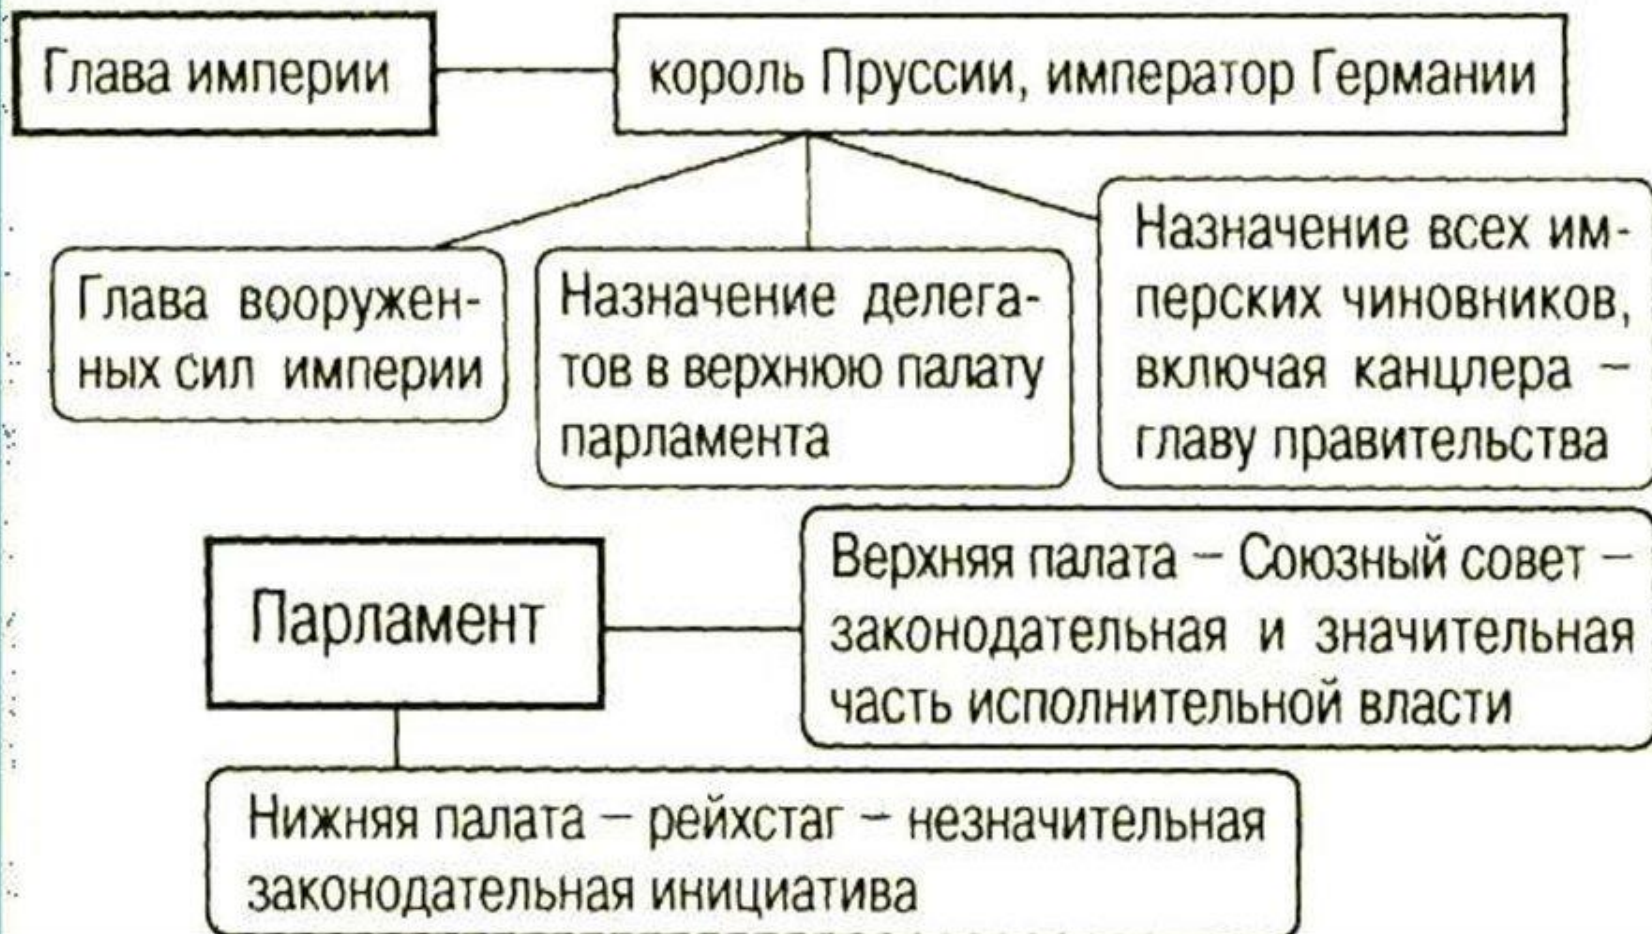 Глава империи
король Пруссии, император Германии
Глава вооружен-
ных сил империи
Назначение делега-
тов в верхнюю палату
парламента
Назначение всех им-
перских чиновников,
включая канцлера –
главу правительства
Парламент
Верхняя палата – Союзный совет –
законодательная и значительная
часть исполнительной власти
Нижняя палата – рейхстаг – незначительная
законодательная инициатива